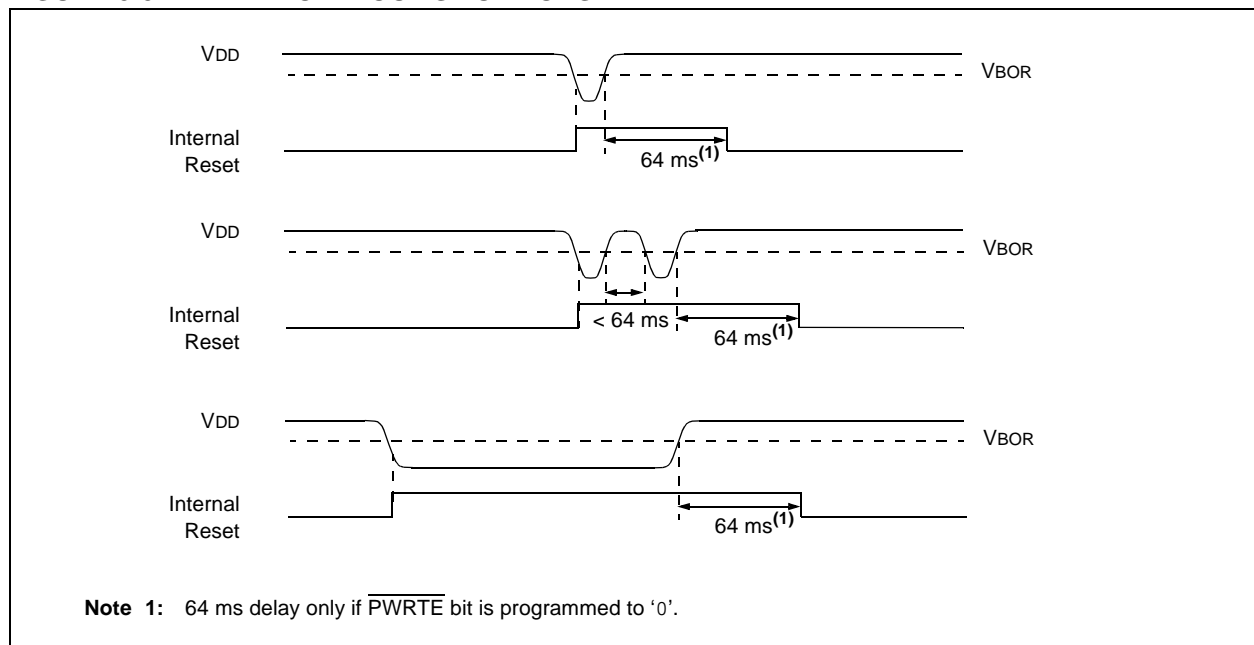 VDD
VBOR
Internal
Reset
64 ms(1)
VDD
VBOR
Internal
Reset
< 64 ms
64 ms(1)
VDD
VBOR
Internal
Reset
64 ms(1)
Note 1: 64 ms delay only if PWRTE bit is programmed to ‘0’.